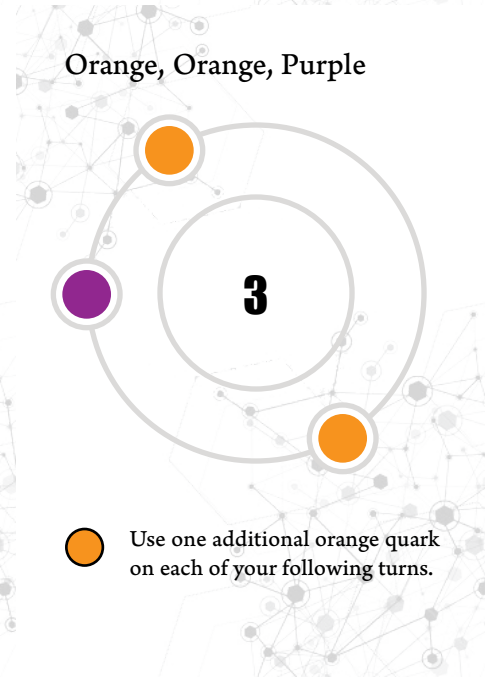 Orange, Orange, Purple
3
Use one additional orange quark
on each of your following turns.